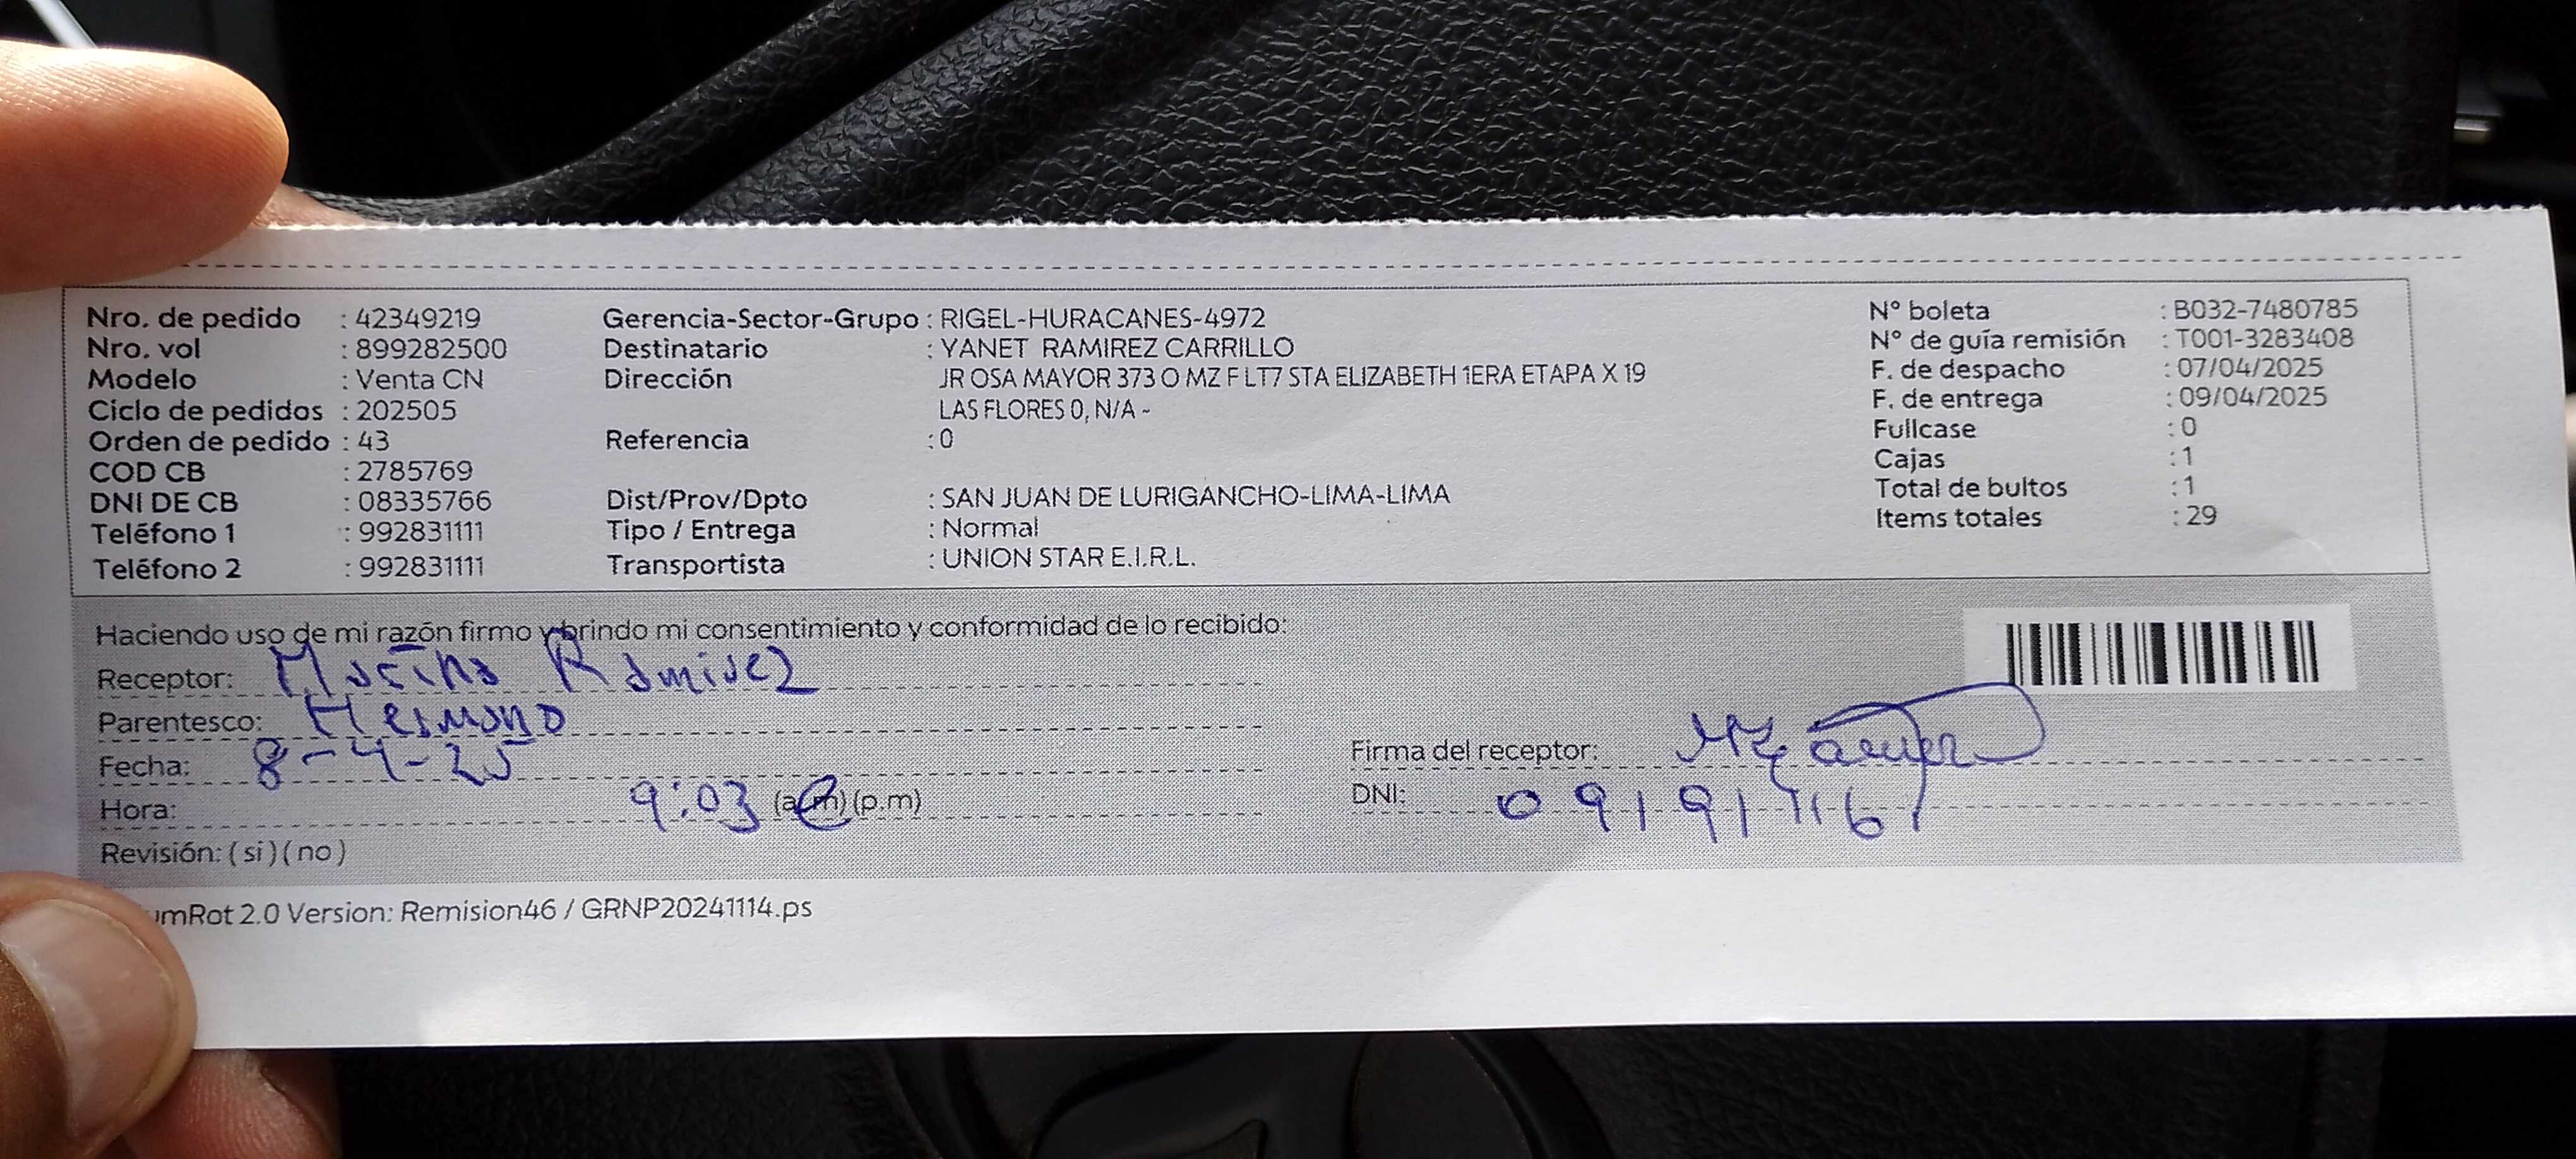 Nro. de pedido : 42349219 Gerencia-Sector-Grupo : RIGEL-HURACANES-4972 N° boleta : B032-7480785
Nro. vol : 899282500 Destinatario : YANET RAMIREZ CARRILLO N° de guía remisión : T001-3283408
Modelo : Venta CN Dirección JR OSA MAYOR 373 O MZ F LT7 STA ELIZABETH 1ERA ETAPA X 19 F. de despacho : 07/04/2025
Ciclo de pedidos : 202505 LAS FLORES 0, N/A - F. de entrega : 09/04/2025
Orden de pedido : 43 Referencia : 0 Fullcase : 0
COD CB : 2785769 Cajas : 1
DNI DE CB : 08335766 Dist/Prov/Dpto : SAN JUAN DE LURIGANCHO-LIMA-LIMA Total de bultos : 1
Teléfono 1 : 992831111 Tipo / Entrega : Normal Items totales : 29
Teléfono 2 : 992831111 Transportista : UNION STAR E.I.R.L.
Haciendo uso de mi razón firmo y brindo mi consentimiento y conformidad de lo recibido:
Receptor: Ramirez
Parentesco: Hermano
Fecha: 8-4-25
Firma del receptor:
Hora: 9:03 (a.m) (p.m)
DNI:
Revisión: ( si ) ( no )
umRot 2.0 Version: Remision46 / GRNP20241114.ps